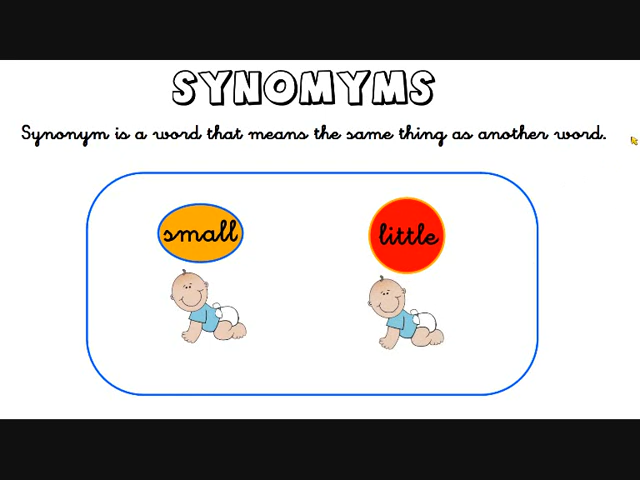 SYNOMYMS
Synonym is a word that means the same thing as another word.
small
little